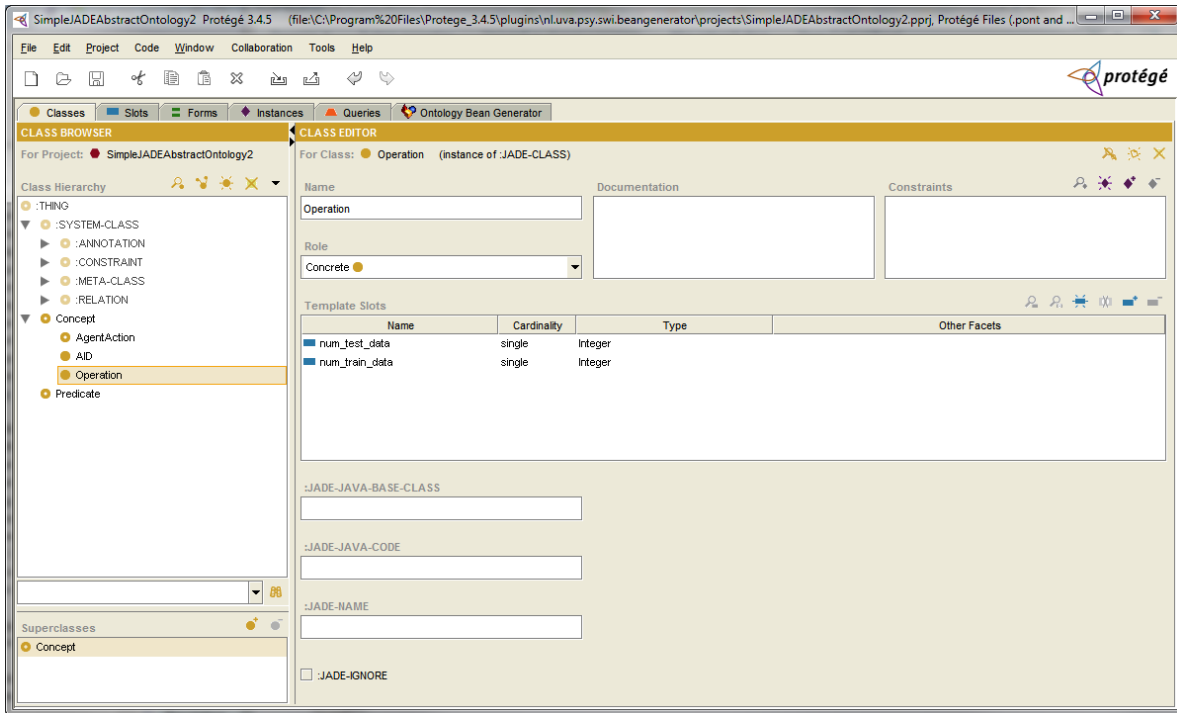 SimpleJADEAbstractOntology2 Protégé 3.4.5 (file:\C:\Program%20Files\Protege_3.4.5\plugins\nl.uva.psy.swi.beangenerator\projects\SimpleJADEAbstractOntology2.pprj, Protégé Files (.pont and ...
File Edit Project Code Window Collaboration Tools Help
protégé
Classes Slots Forms Instances Queries Ontology Bean Generator
CLASS BROWSER
For Project: SimpleJADEAbstractOntology2
Class Hierarchy
:THING
:SYSTEM-CLASS
:ANNOTATION
:CONSTRAINT
:META-CLASS
:RELATION
Concept
AgentAction
AID
Operation
Predicate
Superclasses
Concept
CLASS EDITOR
For Class: Operation (instance of :JADE-CLASS)
Name Documentation Constraints
Operation
Role
Concrete
Template Slots
Name Cardinality Type Other Facets
num_test_data single Integer
num_train_data single Integer
:JADE-JAVA-BASE-CLASS
:JADE-JAVA-CODE
:JADE-NAME
:JADE-IGNORE